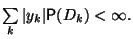 ∑_k |y_k|P(D_k) < ∞.